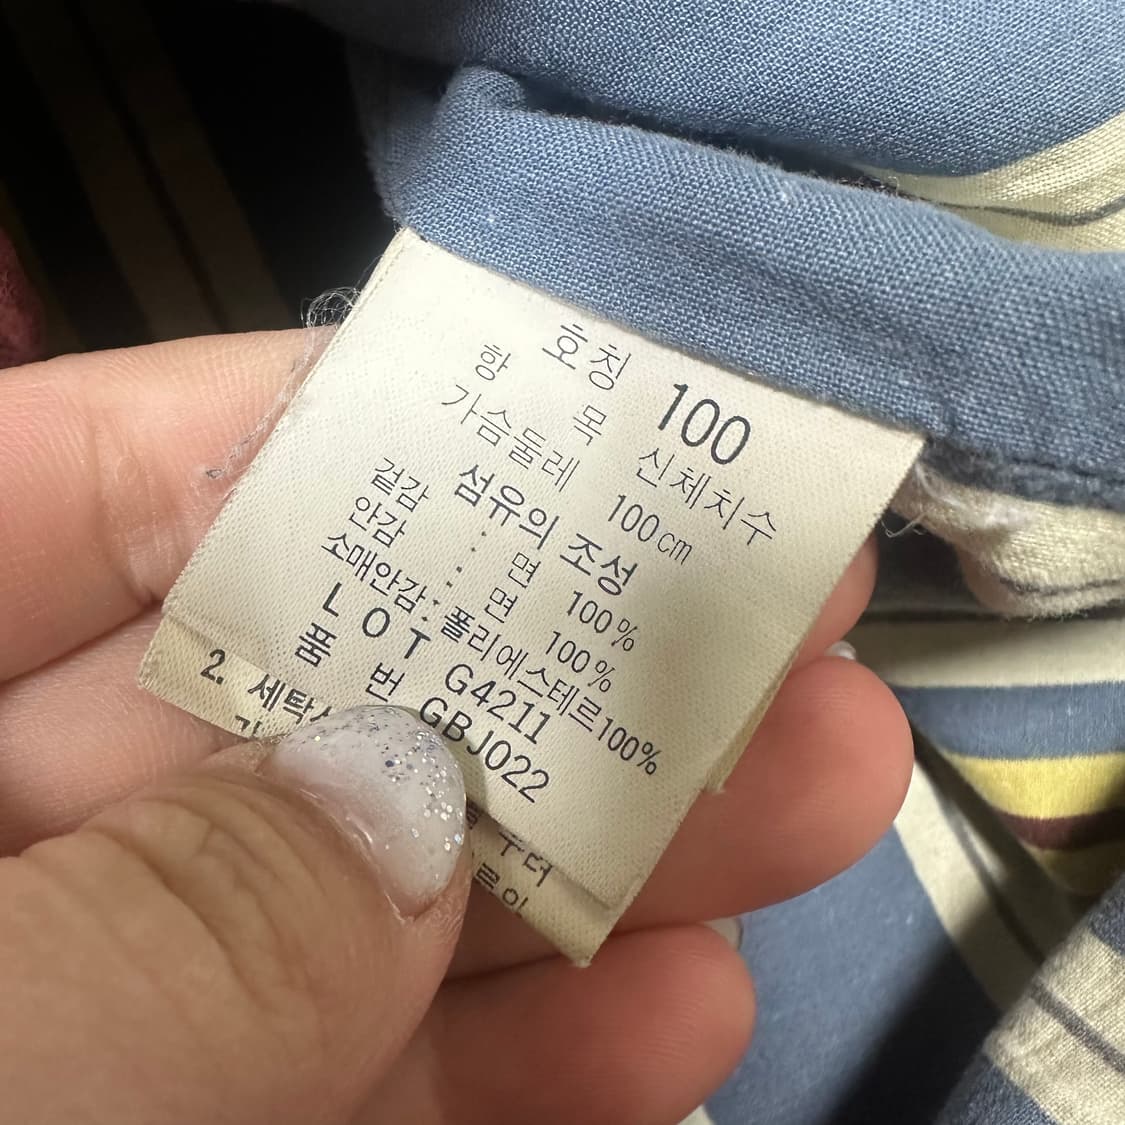 호칭 100
항 목 신체치수
가슴둘레 100cm
섬유의 조성
겉감 : 면 100%
안감 : 면 100%
소매안감: 폴리에스테르100%
LOT G4211
품 번 GBJ022
2. 세탁